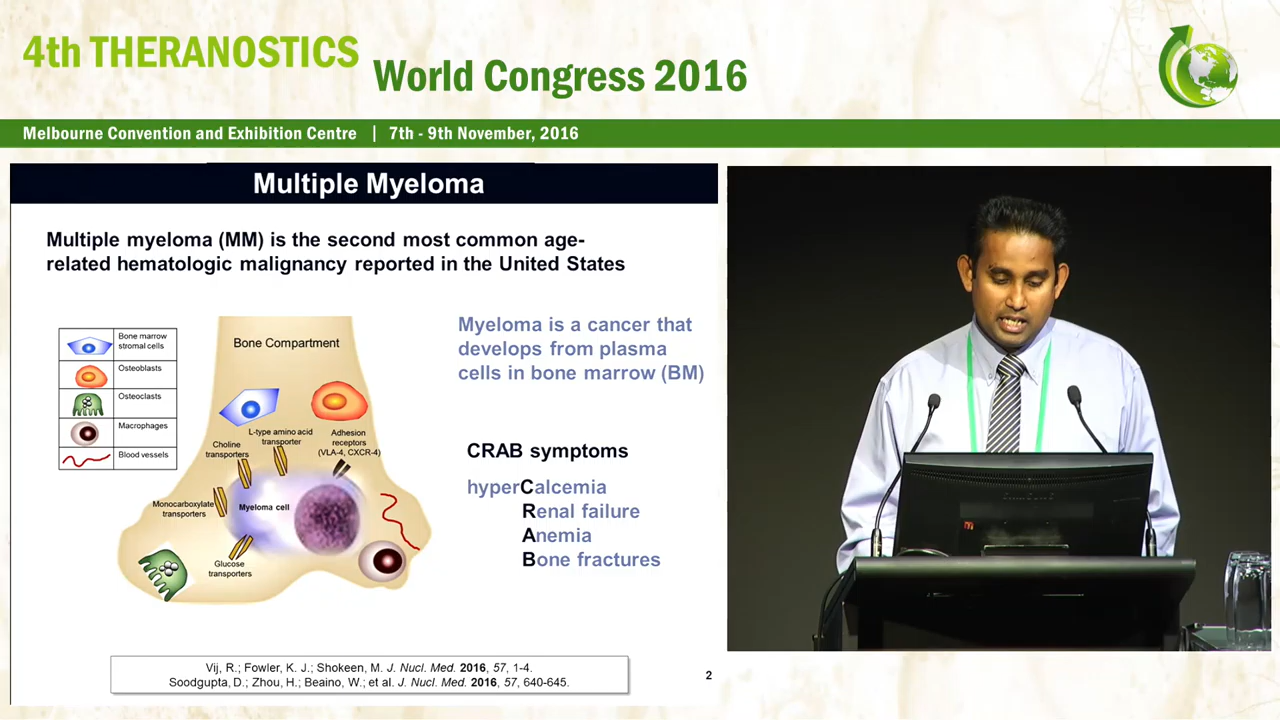 4th THERANOSTICS
World Congress 2016
Melbourne Convention and Exhibition Centre | 7th - 9th November, 2016
Multiple Myeloma
Multiple myeloma (MM) is the second most common age-
related hematologic malignancy reported in the United States
Bone marrow
stromal cells
Osteoblasts
Osteoclasts
Macrophages
Blood vessels
Bone Compartment
L-type amino acid
transporter
Choline
transporters
Adhesion
receptors
(VLA-4, CXCR-4)
Monocarboxylate
transporters
Myeloma cell
Glucose
transporters
Myeloma is a cancer that
develops from plasma
cells in bone marrow (BM)
CRAB symptoms
hyperCalcemia
Renal failure
Anemia
Bone fractures
Vij, R.; Fowler, K. J.; Shokeen, M. J. Nucl. Med. 2016, 57, 1-4.
Soodgupta, D.; Zhou, H.; Beaino, W.; et al. J. Nucl. Med. 2016, 57, 640-645.
2